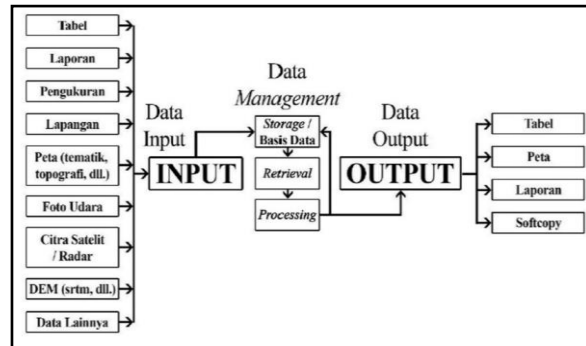 Tabel
Laporan
Pengukuran
Lapangan
Peta (tematik,
topografi, dll.)
Foto Udara
Citra Satelit
/ Radar
DEM (srtm, dll.)
Data Lainnya
Data
Input
INPUT
Data
Management
Storage /
Basis Data
Retrieval
Processing
Data
Output
OUTPUT
Tabel
Peta
Laporan
Softcopy